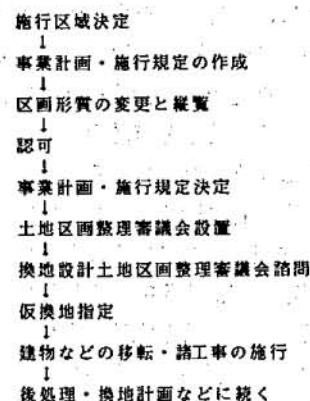 施行区域決定
↓
事業計画・施行規定の作成
↓
区画形質の変更と縦覧
↓
認可
↓
事業計画・施行規定決定
↓
土地区画整理審議会設置
↓
換地設計土地区画整理審議会諮問
↓
仮換地指定
↓
建物などの移転・諸工事の施行
↓
後処理・換地計画などに続く